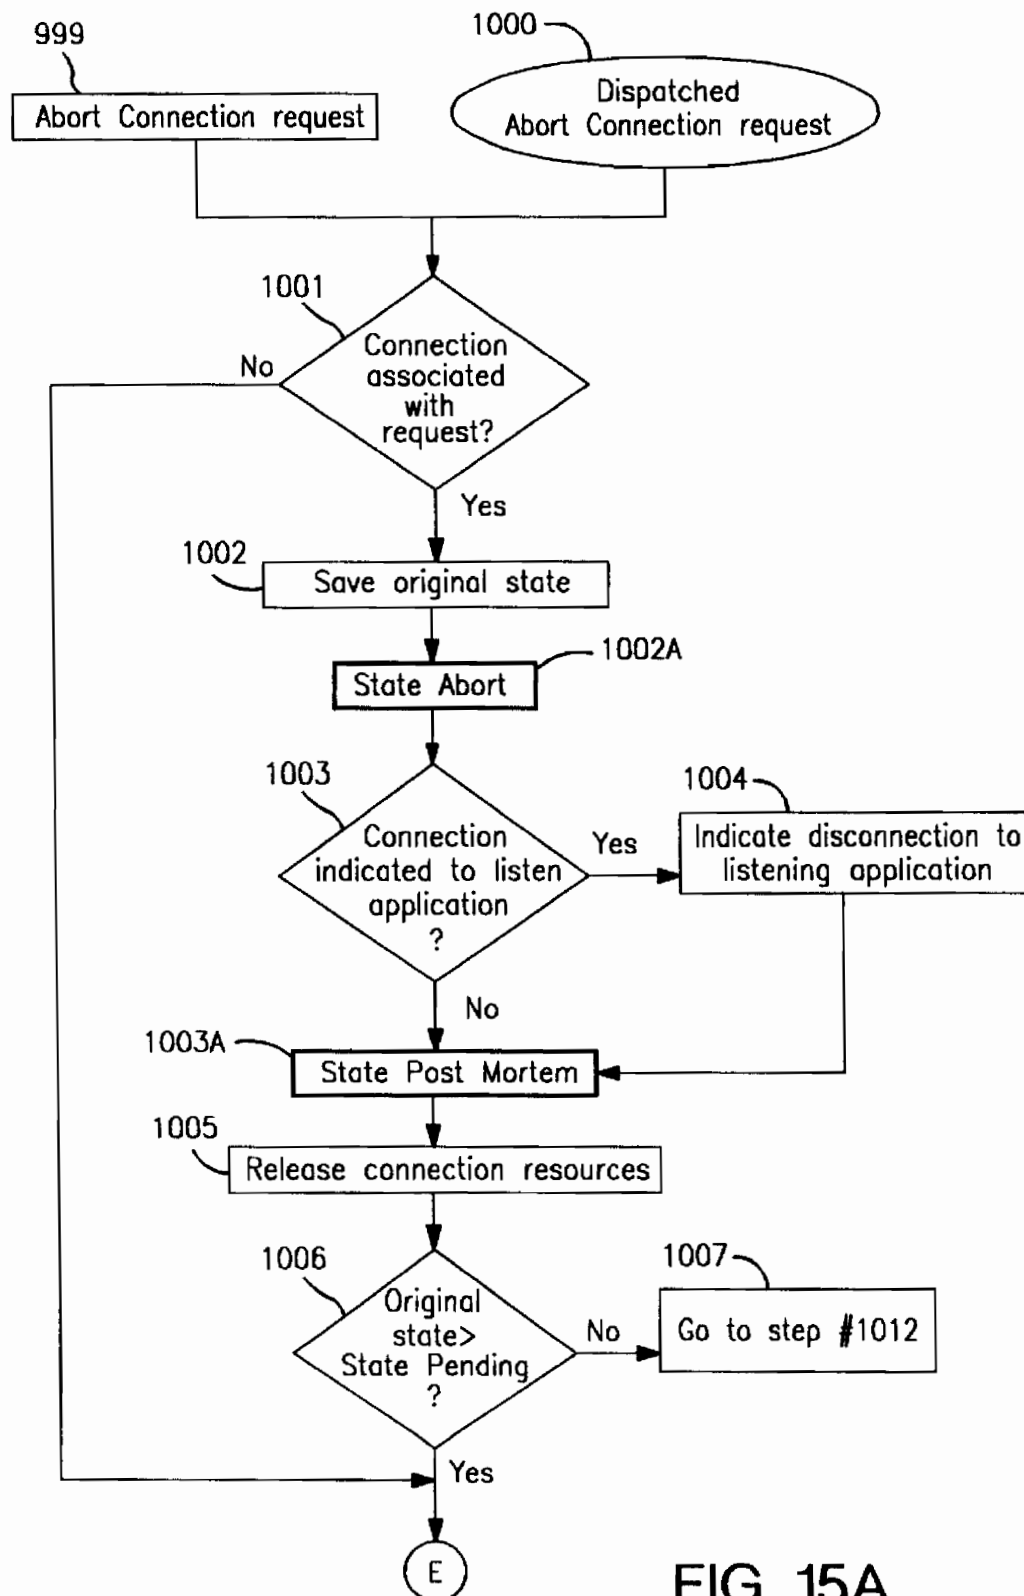 999
1000
Abort Connection request
Dispatched
Abort Connection request
1001
Connection
associated
with
request?
No
Yes
1002
Save original state
1002A
State Abort
1003
Connection
indicated to listen
application
?
Yes
1004
Indicate disconnection to
listening application
No
1003A
State Post Mortem
1005
Release connection resources
1006
Original
state>
State Pending
?
No
1007
Go to step #1012
Yes
E
FIG. 15A